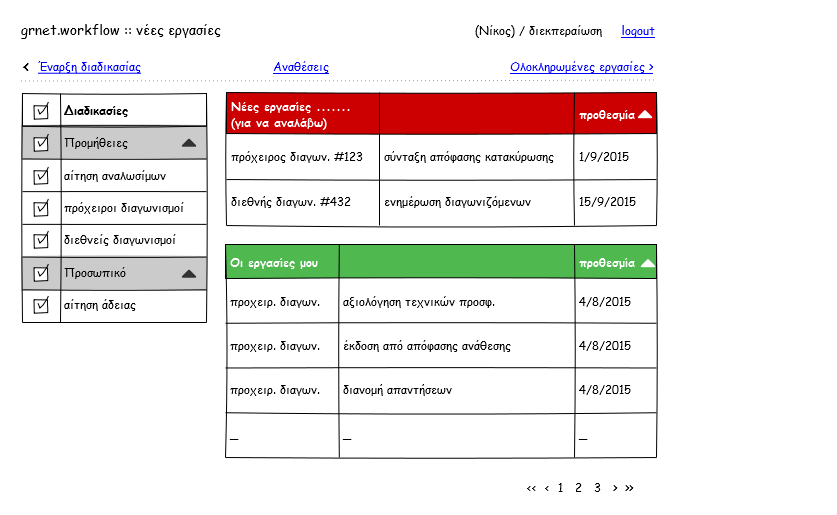 grnet.workflow :: νέες εργασίες
(Νίκος) / διεκπεραίωση logout
< Έναρξη διαδικασίας
Αναθέσεις
Ολοκληρωμένες εργασίες >
Διαδικασίες
Προμήθειες
αίτηση αναλωσίμων
πρόχειροι διαγωνισμοί
διεθνείς διαγωνισμοί
Προσωπικό
αίτηση άδειας
Νέες εργασίες .......
(για να αναλάβω)
προθεσμία
πρόχειρος διαγων. #123 σύνταξη απόφασης κατακύρωσης 1/9/2015
διεθνής διαγων. #432 ενημέρωση διαγωνιζόμενων 15/9/2015
Οι εργασίες μου προθεσμία
προχειρ. διαγων. αξιολόγηση τεχνικών προσφ. 4/8/2015
προχειρ. διαγων. έκδοση από απόφασης ανάθεσης 4/8/2015
προχειρ. διαγων. διανομή απαντήσεων 4/8/2015
_ _ _
<< < 1 2 3 > >>